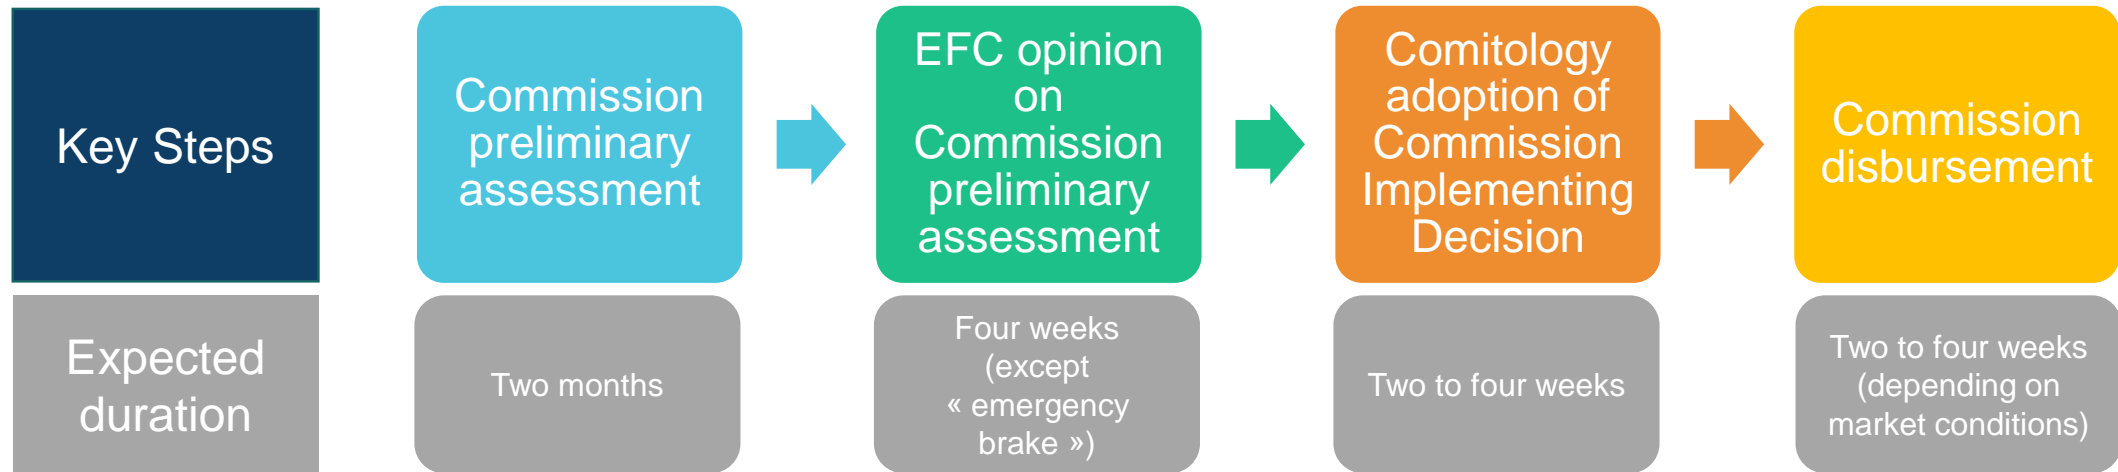 Key Steps
Commission
preliminary
assessment
EFC opinion
on
Commission
preliminary
assessment
Comitology
adoption of
Commission
Implementing
Decision
Commission
disbursement
Expected
duration
Two months
Four weeks
(except
« emergency
brake »)
Two to four weeks
Two to four weeks
(depending on
market conditions)